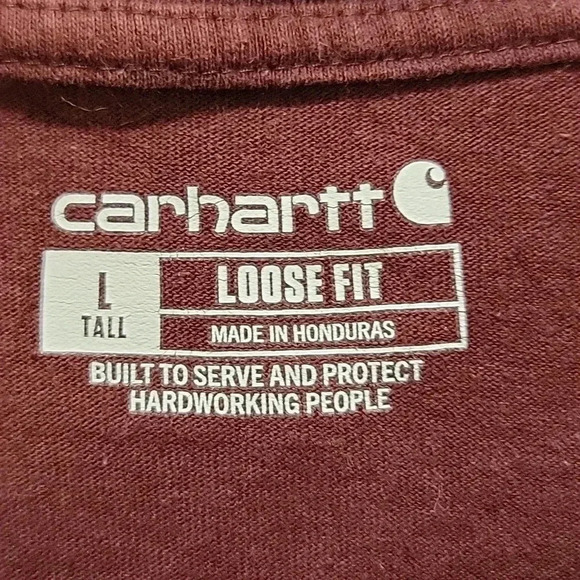 carhartt
L
TALL
LOOSE FIT
MADE IN HONDURAS
BUILT TO SERVE AND PROTECT
HARDWORKING PEOPLE